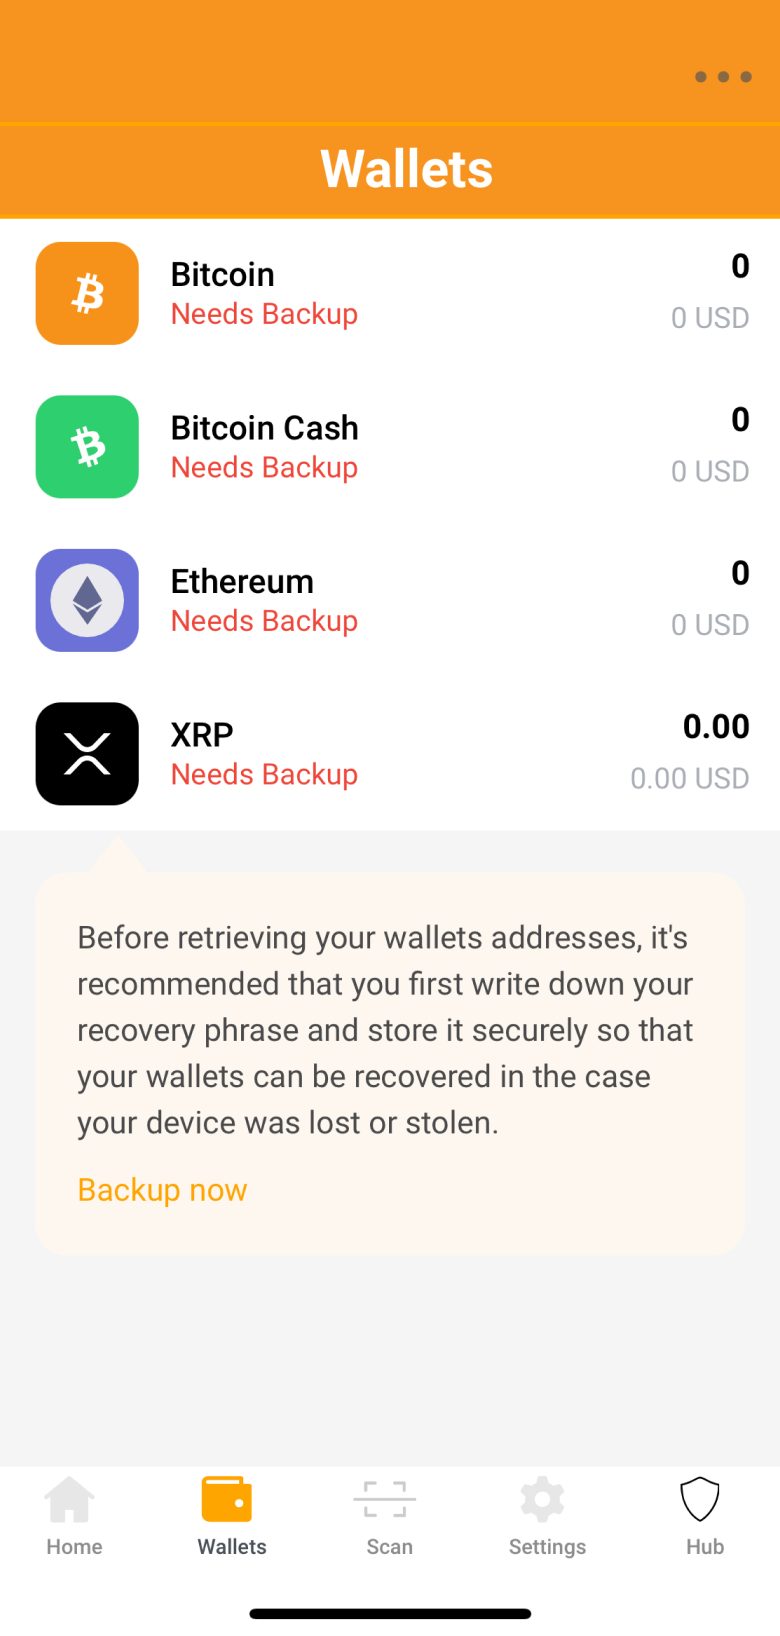 Wallets
Bitcoin 0
Needs Backup 0 USD
Bitcoin Cash 0
Needs Backup 0 USD
Ethereum 0
Needs Backup 0 USD
XRP 0.00
Needs Backup 0.00 USD
Before retrieving your wallets addresses, it's
recommended that you first write down your
recovery phrase and store it securely so that
your wallets can be recovered in the case
your device was lost or stolen.
Backup now
Home Wallets Scan Settings Hub